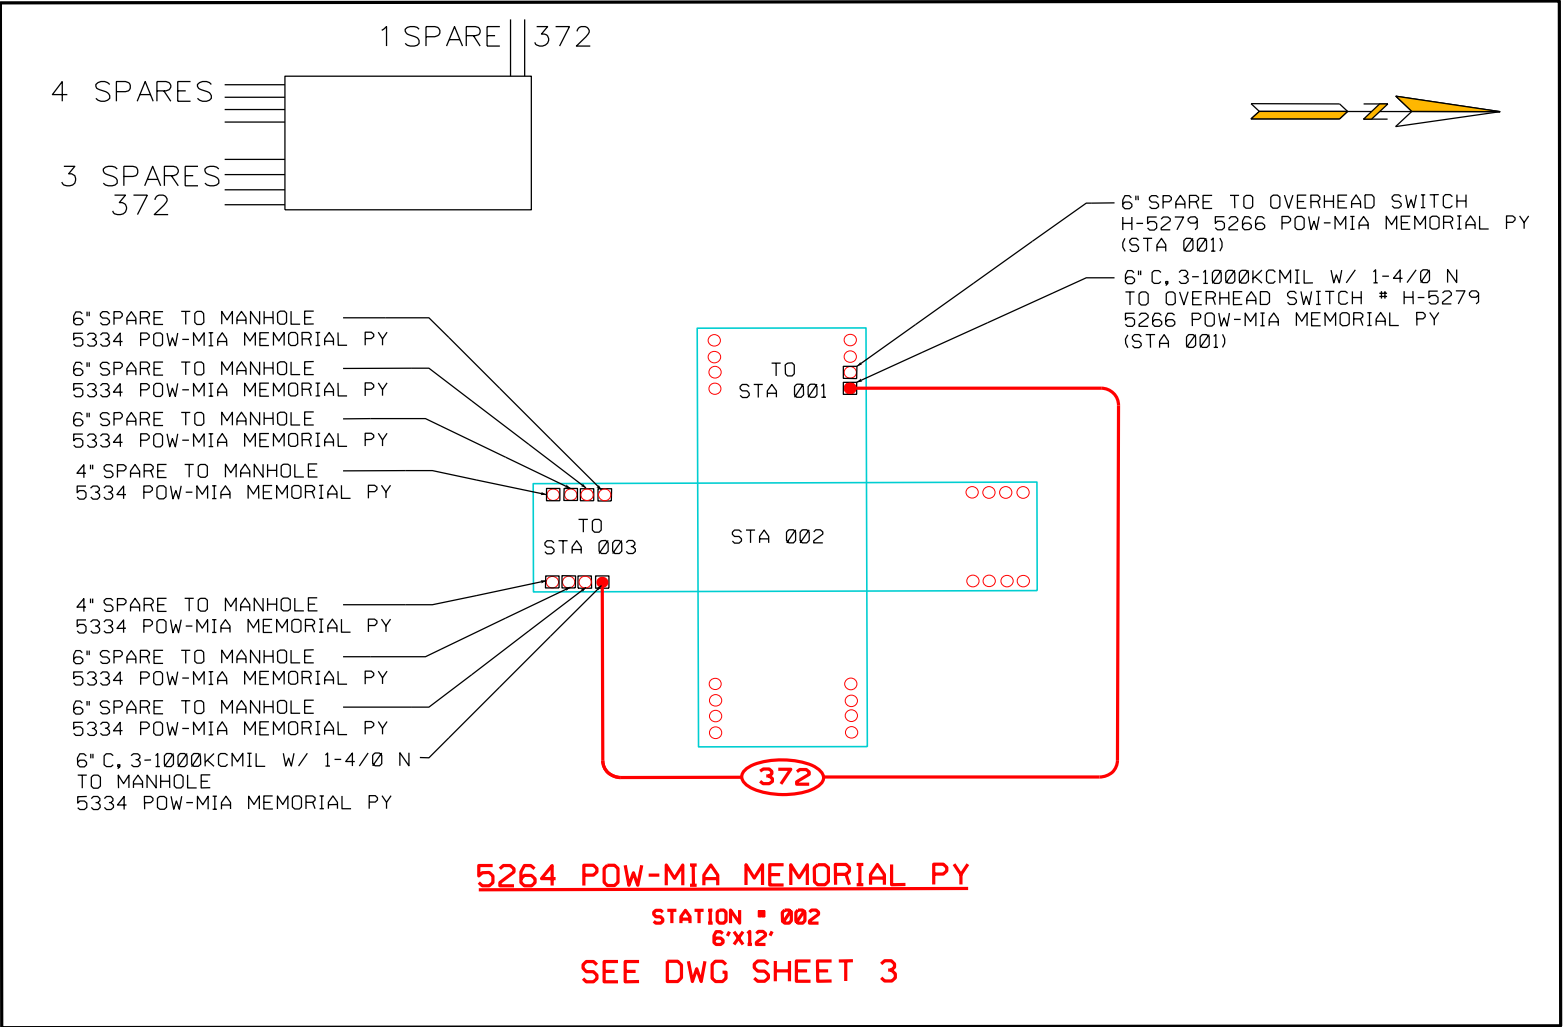 1 SPARE 372
4 SPARES
3 SPARES
372
Z
6" SPARE TO OVERHEAD SWITCH
H-5279 5266 POW-MIA MEMORIAL PY
(STA 001)
6" C, 3-1000KCMIL W/ 1-4/0 N
TO OVERHEAD SWITCH # H-5279
5266 POW-MIA MEMORIAL PY
(STA 001)
6" SPARE TO MANHOLE
5334 POW-MIA MEMORIAL PY
6" SPARE TO MANHOLE
5334 POW-MIA MEMORIAL PY
6" SPARE TO MANHOLE
5334 POW-MIA MEMORIAL PY
4" SPARE TO MANHOLE
5334 POW-MIA MEMORIAL PY
TO
STA 001
TO
STA 003
STA 002
4" SPARE TO MANHOLE
5334 POW-MIA MEMORIAL PY
6" SPARE TO MANHOLE
5334 POW-MIA MEMORIAL PY
6" SPARE TO MANHOLE
5334 POW-MIA MEMORIAL PY
6" C, 3-1000KCMIL W/ 1-4/0 N
TO MANHOLE
5334 POW-MIA MEMORIAL PY
372
5264 POW-MIA MEMORIAL PY
STATION # 002
6'X12'
SEE DWG SHEET 3